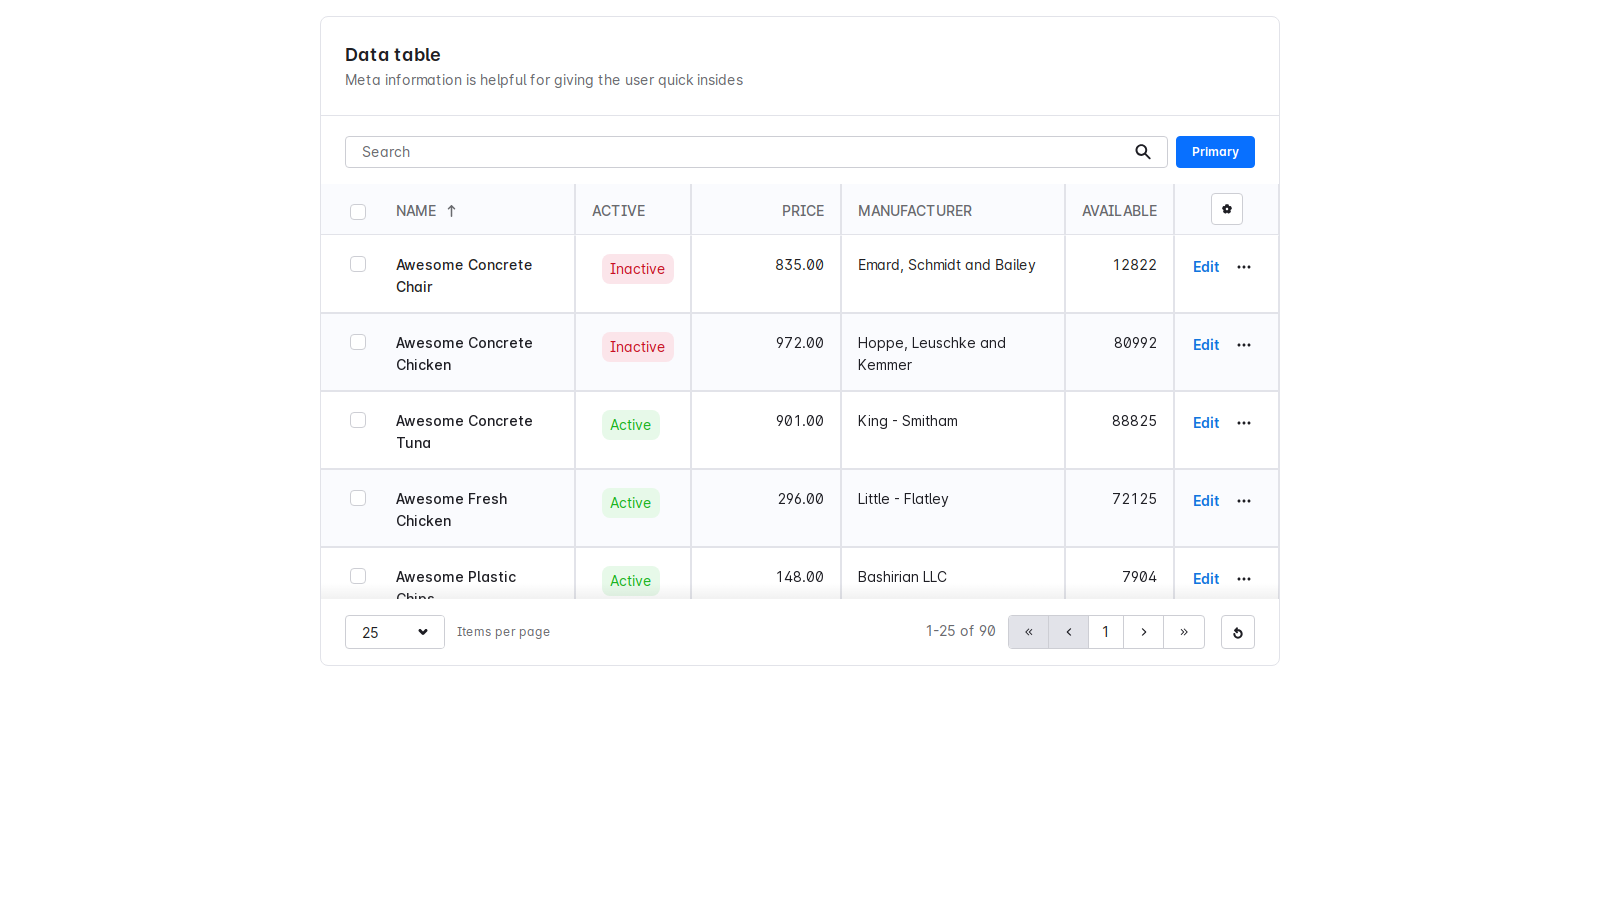 Data table
Meta information is helpful for giving the user quick insides
Search
Primary
NAME ACTIVE PRICE MANUFACTURER AVAILABLE
Awesome Concrete Chair Inactive 835.00 Emard, Schmidt and Bailey 12822 Edit
Awesome Concrete Chicken Inactive 972.00 Hoppe, Leuschke and Kemmer 80992 Edit
Awesome Concrete Tuna Active 901.00 King - Smitham 88825 Edit
Awesome Fresh Chicken Active 296.00 Little - Flatley 72125 Edit
Awesome Plastic Chips Active 148.00 Bashirian LLC 7904 Edit
25 Items per page 1-25 of 90 « ‹ 1 › »